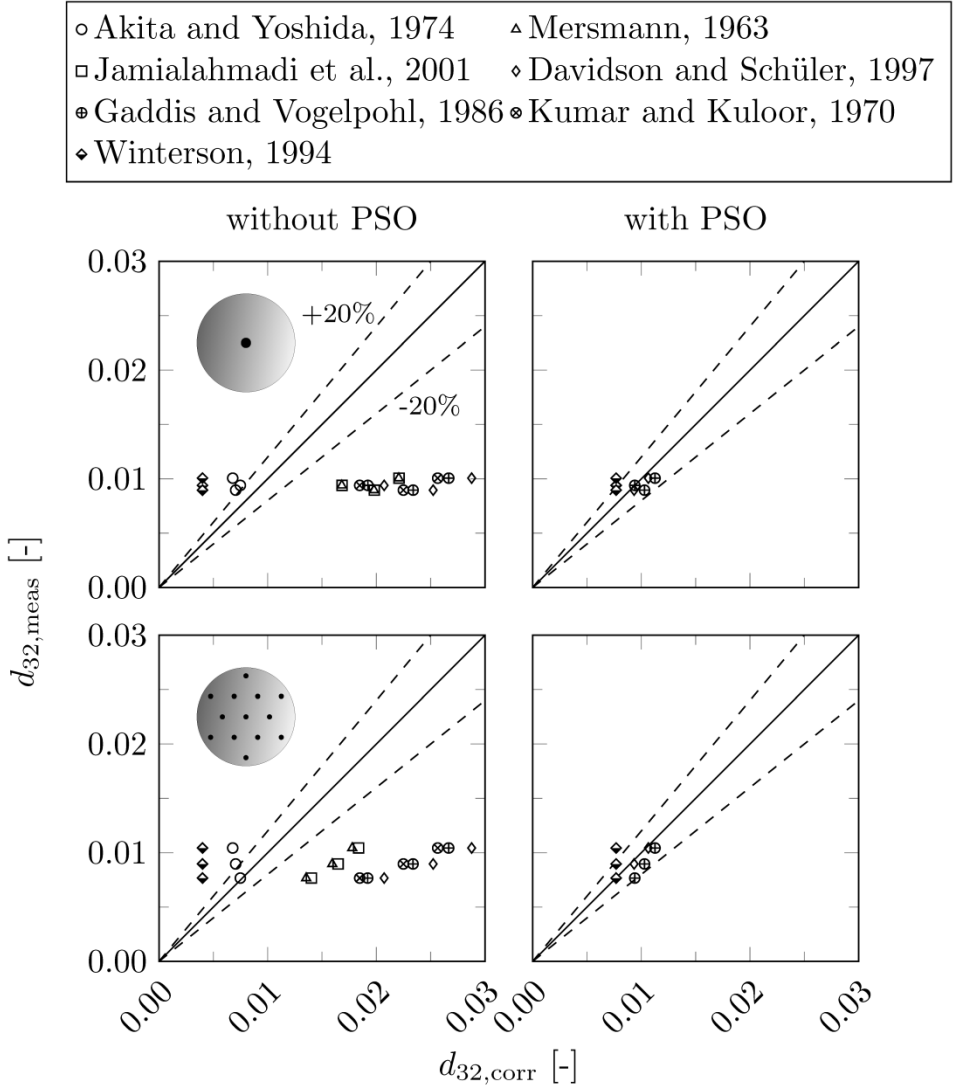 Akita and Yoshida, 1974 Mersmann, 1963
Jamialahmadi et al., 2001 Davidson and Schüler, 1997
Gaddis and Vogelpohl, 1986 Kumar and Kuloor, 1970
Winterson, 1994
without PSO with PSO
0.03
+20%
0.02
-20%
0.01
0.00
d32,meas [-]
0.03
0.02
0.01
0.00
0.00 0.01 0.02 0.03 0.00 0.01 0.02 0.03
d32,corr [-]